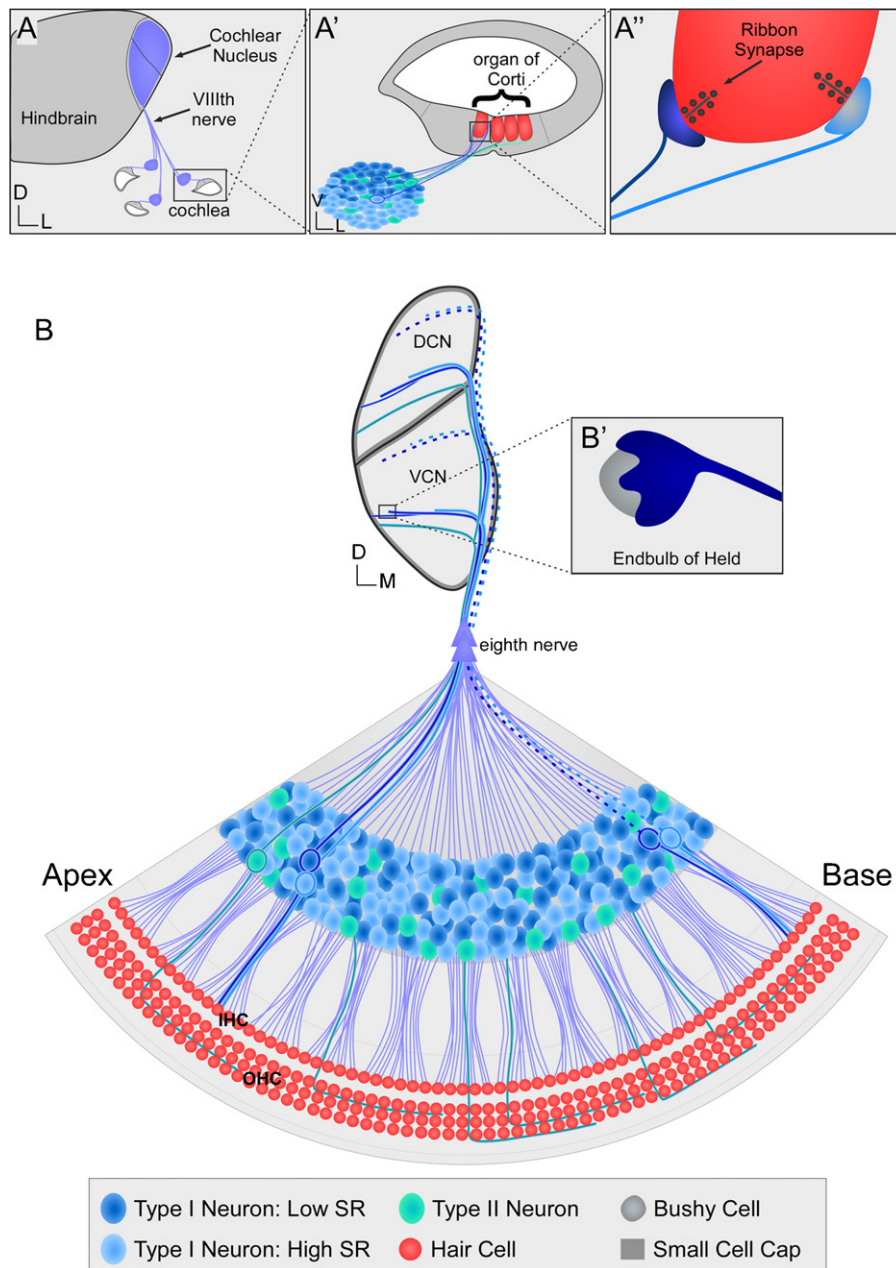 A
Cochlear
Nucleus
VIIIth
nerve
Hindbrain
D
L
cochlea
A'
organ of
Corti
V
L
A"
Ribbon
Synapse
B
DCN
VCN
D
M
B'
Endbulb of Held
eighth nerve
Apex
Base
IHC
OHC
Type I Neuron: Low SR
Type II Neuron
Bushy Cell
Type I Neuron: High SR
Hair Cell
Small Cell Cap